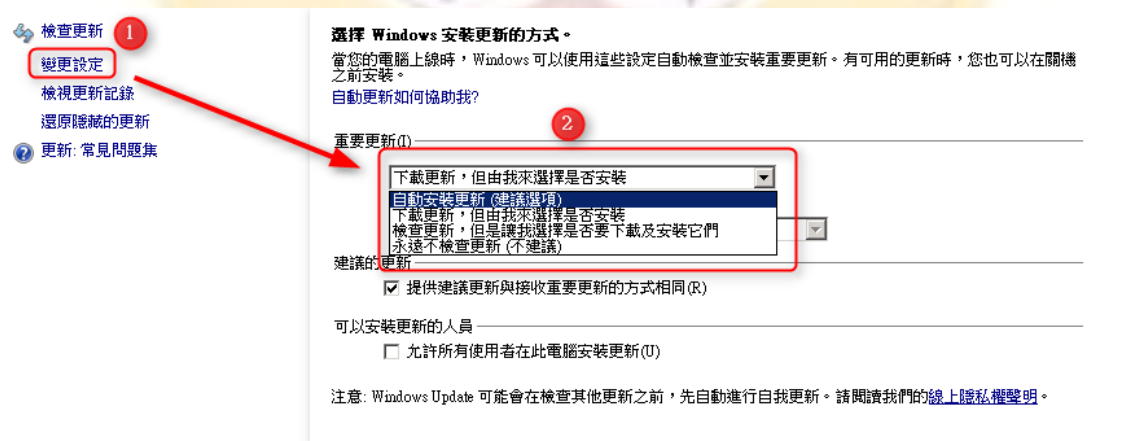 檢查更新
1
變更設定
檢視更新記錄
還原隱藏的更新
更新: 常見問題集
選擇 Windows 安裝更新的方式。
當您的電腦上線時，Windows 可以使用這些設定自動檢查並安裝重要更新。有可用的更新時，您也可以在關機
之前安裝。
自動更新如何協助我?
2
重要更新(I)
下載更新，但由我來選擇是否安裝
自動安裝更新 (建議選項)
下載更新，但由我來選擇是否安裝
檢查更新，但是讓我選擇是否要下載及安裝它們
永遠不檢查更新 (不建議)
建議的更新
提供建議更新與接收重要更新的方式相同(R)
可以安裝更新的人員
允許所有使用者在此電腦安裝更新(U)
注意: Windows Update 可能會在檢查其他更新之前，先自動進行自我更新。請閱讀我們的線上隱私權聲明。